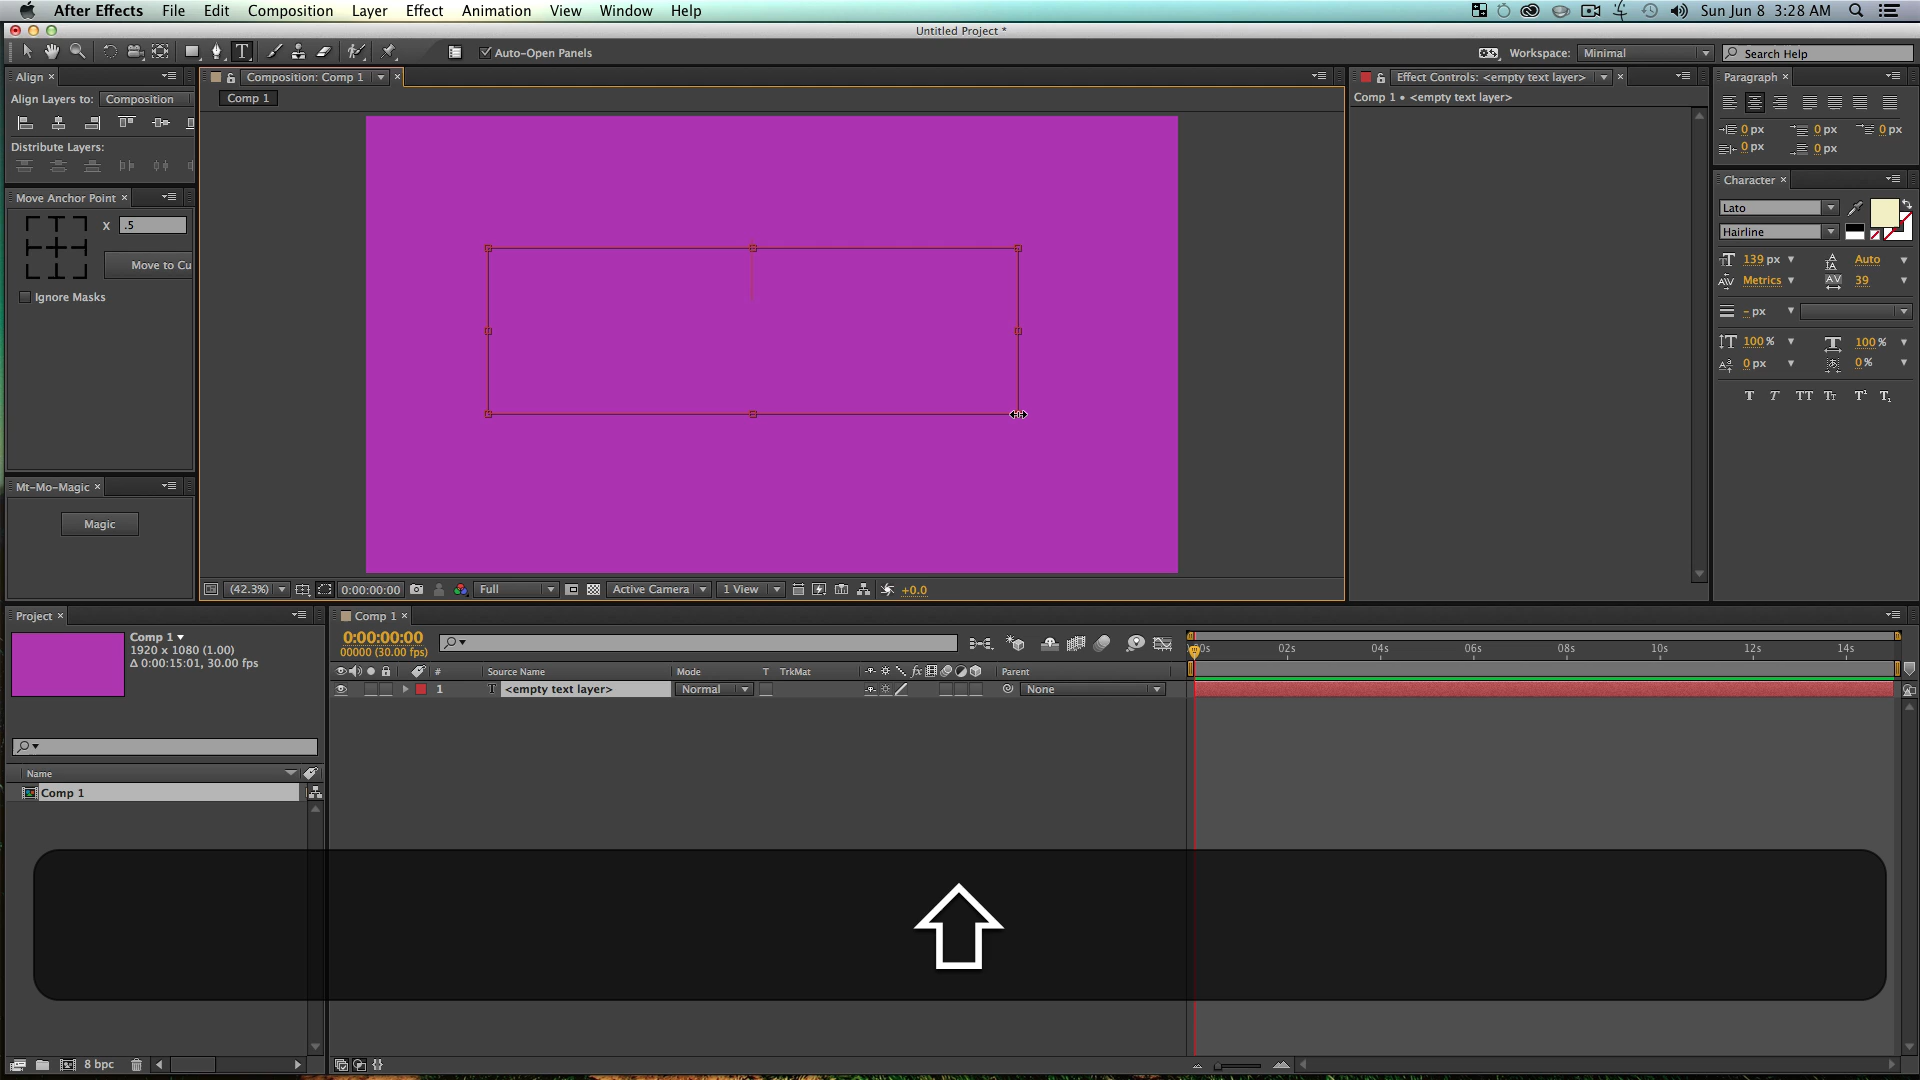 After Effects File Edit Composition Layer Effect Animation View Window Help Sun Jun 8 3:28 AM
Untitled Project *
T Auto-Open Panels Workspace: Minimal Search Help
Align × Composition: Comp 1 × Effect Controls: <empty text layer> × Paragraph ×
Align Layers to: Composition Comp 1 Comp 1 • <empty text layer>
Distribute Layers:
0 px 0 px 0 px
0 px 0 px
Move Anchor Point × Character ×
X .5 Lato
Hairline
Move to Cu 139 px Auto
Metrics 39
Ignore Masks
- px
100 % 100 %
0 px 0 %
T T TT Tt T¹ T₁
Mt-Mo-Magic ×
Magic
(42.3%) 0:00:00:00 Full Active Camera 1 View +0.0
Project × Comp 1 ×
Comp 1 0:00:00:00
1920 x 1080 (1.00) 00000 (30.00 fps)
Δ 0:00:15:01, 30.00 fps 02s 04s 06s 08s 10s 12s 14s
# Source Name Mode T TrkMat fx Parent
1 T <empty text layer> Normal None
Name
Comp 1
8 bpc